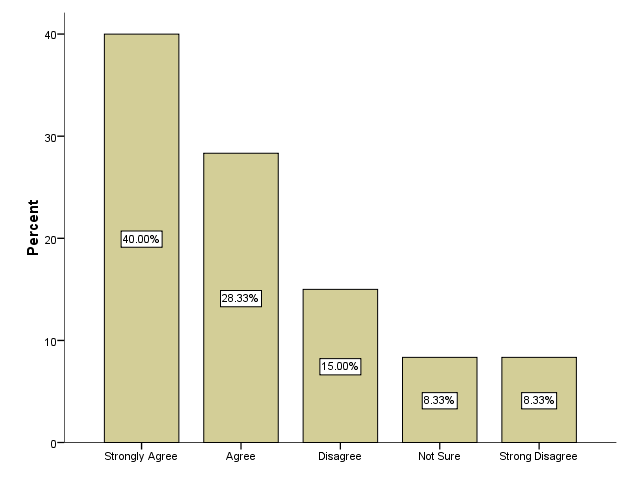 Percent
40
30
20
10
0
40.00%
28.33%
15.00%
8.33%
8.33%
Strongly Agree
Agree
Disagree
Not Sure
Strong Disagree